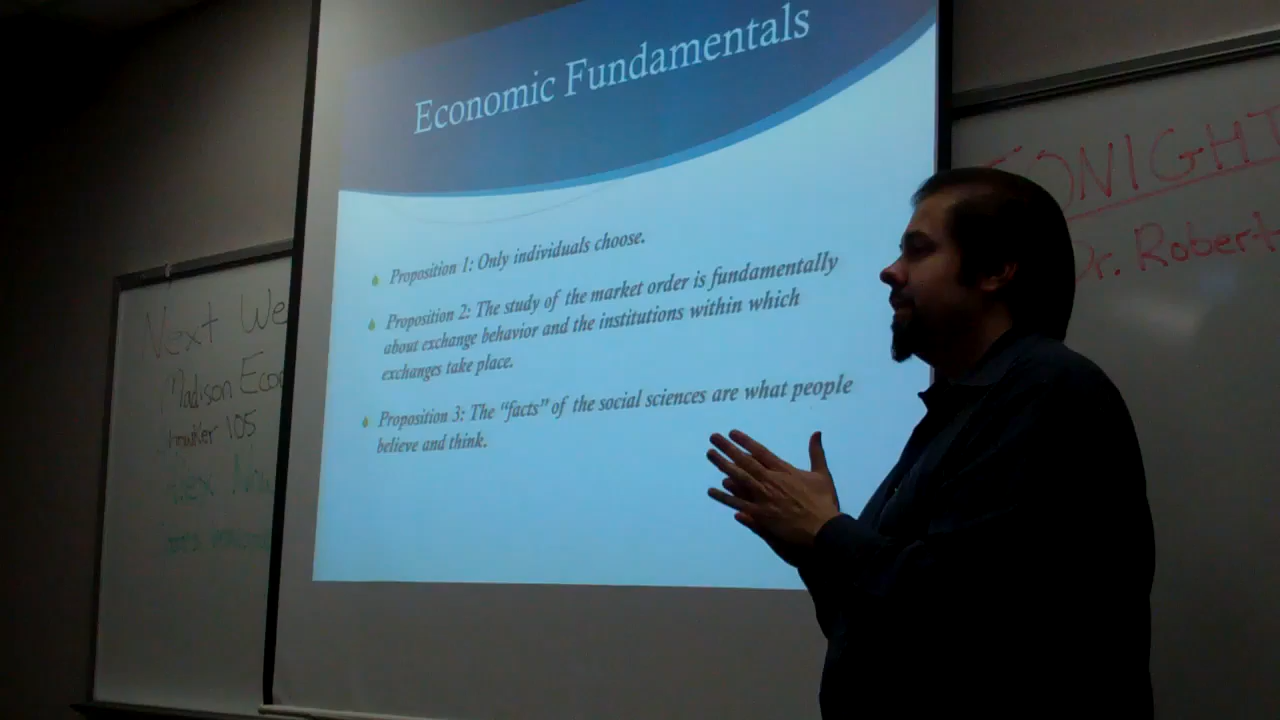 Economic Fundamentals
Proposition 1: Only individuals choose.
Proposition 2: The study of the market order is fundamentally
about exchange behavior and the institutions within which
exchanges take place.
Proposition 3: The “facts” of the social sciences are what people
believe and think.
Next We
Madison Econ
105
TONIGHT
Dr. Robert